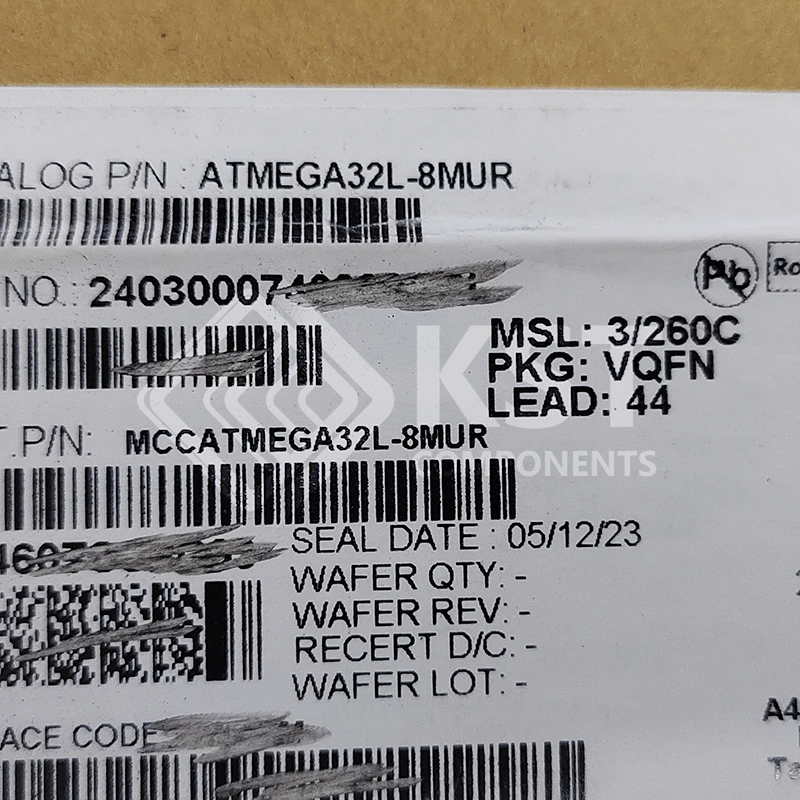 ALOG P/N : ATMEGA32L-8MUR
NO.: 24030007
Pb
Ro
MSL: 3/260C
PKG: VQFN
LEAD: 44
KST
COMPONENTS
T.P/N: MCCATMEGA32L-8MUR
SEAL DATE : 05/12/23
WAFER QTY: -
WAFER REV: -
RECERT D/C: -
WAFER LOT: -
ACE CODE
A4